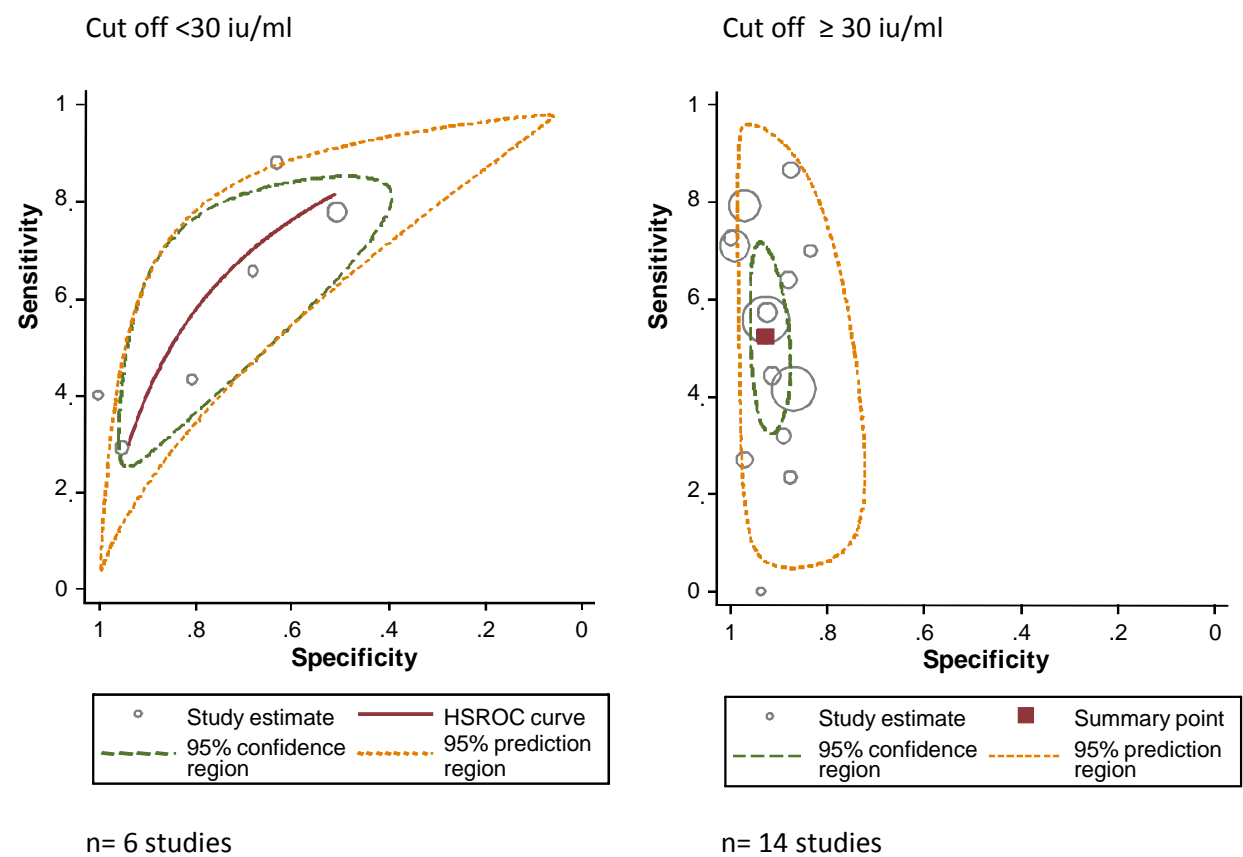 Cut off <30 iu/ml
Cut off ≥ 30 iu/ml
1
8.
6.
4.
2.
0
Sensitivity
1
.8
.6
.4
.2
0
Specificity
Study estimate
HSROC curve
95% confidence
region
95% prediction
region
n= 6 studies
1
8.
6.
4.
2.
0
Sensitivity
1
.8
.6
.4
.2
0
Specificity
Study estimate
Summary point
95% confidence
region
95% prediction
region
n= 14 studies